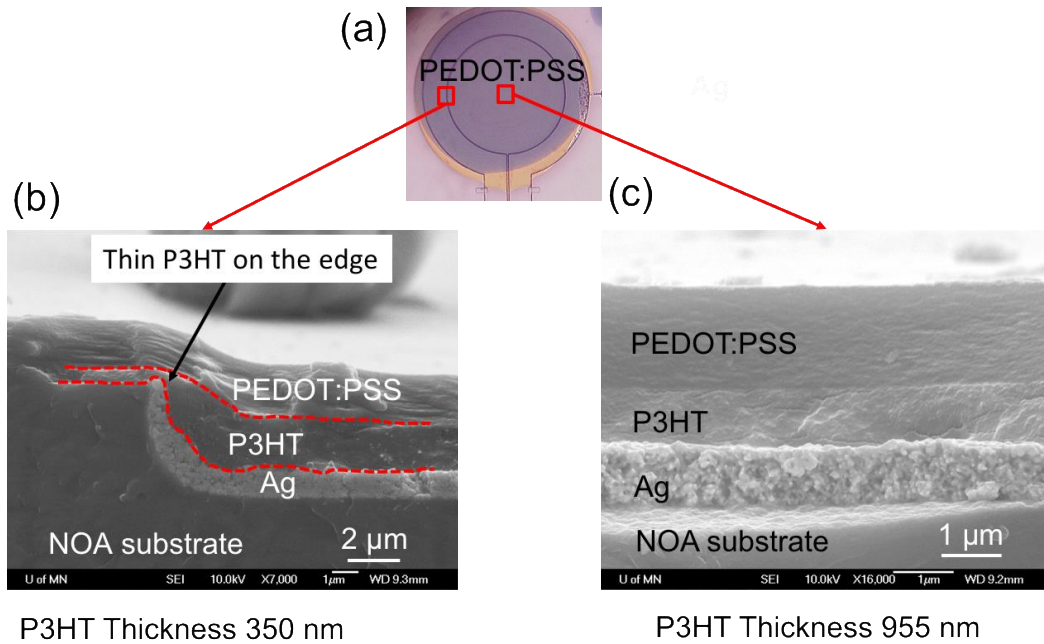 (a)
PEDOT:PSS
Ag
(b)
(c)
Thin P3HT on the edge
PEDOT:PSS
P3HT
Ag
NOA substrate
2 μm
U of MN SEI 10.0kV X7,000 1μm WD 9.3mm
PEDOT:PSS
P3HT
Ag
NOA substrate
1 μm
U of MN SEI 10.0kV X16,000 1μm WD 9.2mm
P3HT Thickness 350 nm
P3HT Thickness 955 nm